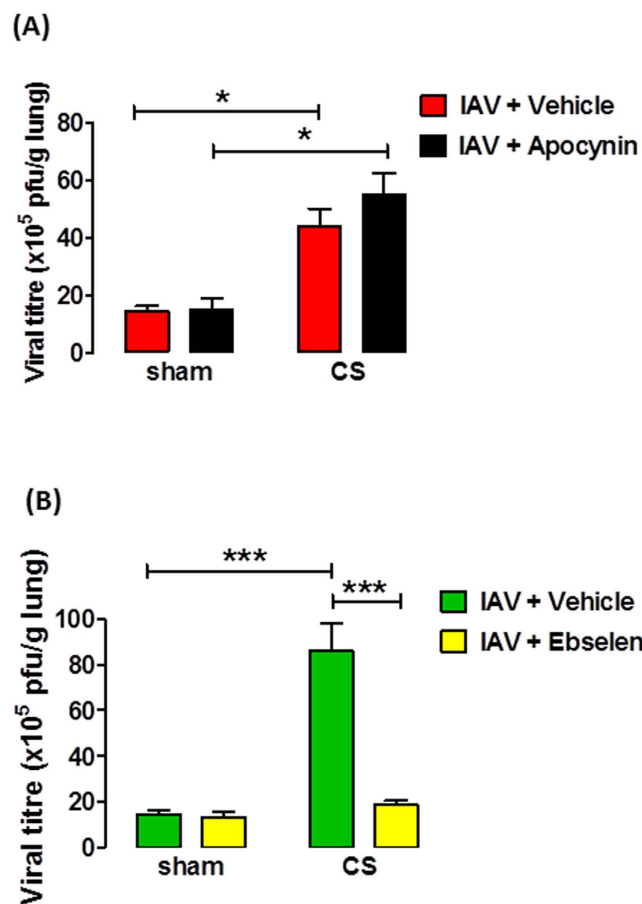 (A)
*
IAV + Vehicle
*
IAV + Apocynin
Viral titre (x10⁵ pfu/g lung)
80
60
40
20
0
sham
CS
(B)
***
***
IAV + Vehicle
IAV + Ebselen
Viral titre (x10⁵ pfu/g lung)
100
80
60
40
20
0
sham
CS